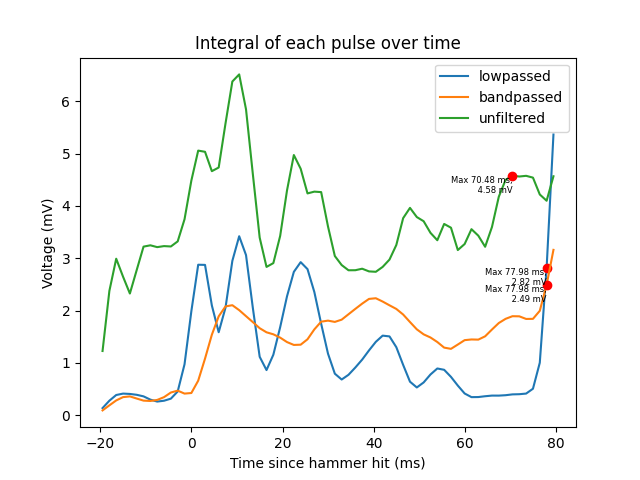 Integral of each pulse over time
lowpassed
bandpassed
unfiltered
Voltage (mV)
6
5
4
3
2
1
0
Max 70.48 ms,
4.58 mV
Max 77.98 ms,
2.82 mV
Max 77.98 ms,
2.49 mV
−20
0
20
40
60
80
Time since hammer hit (ms)